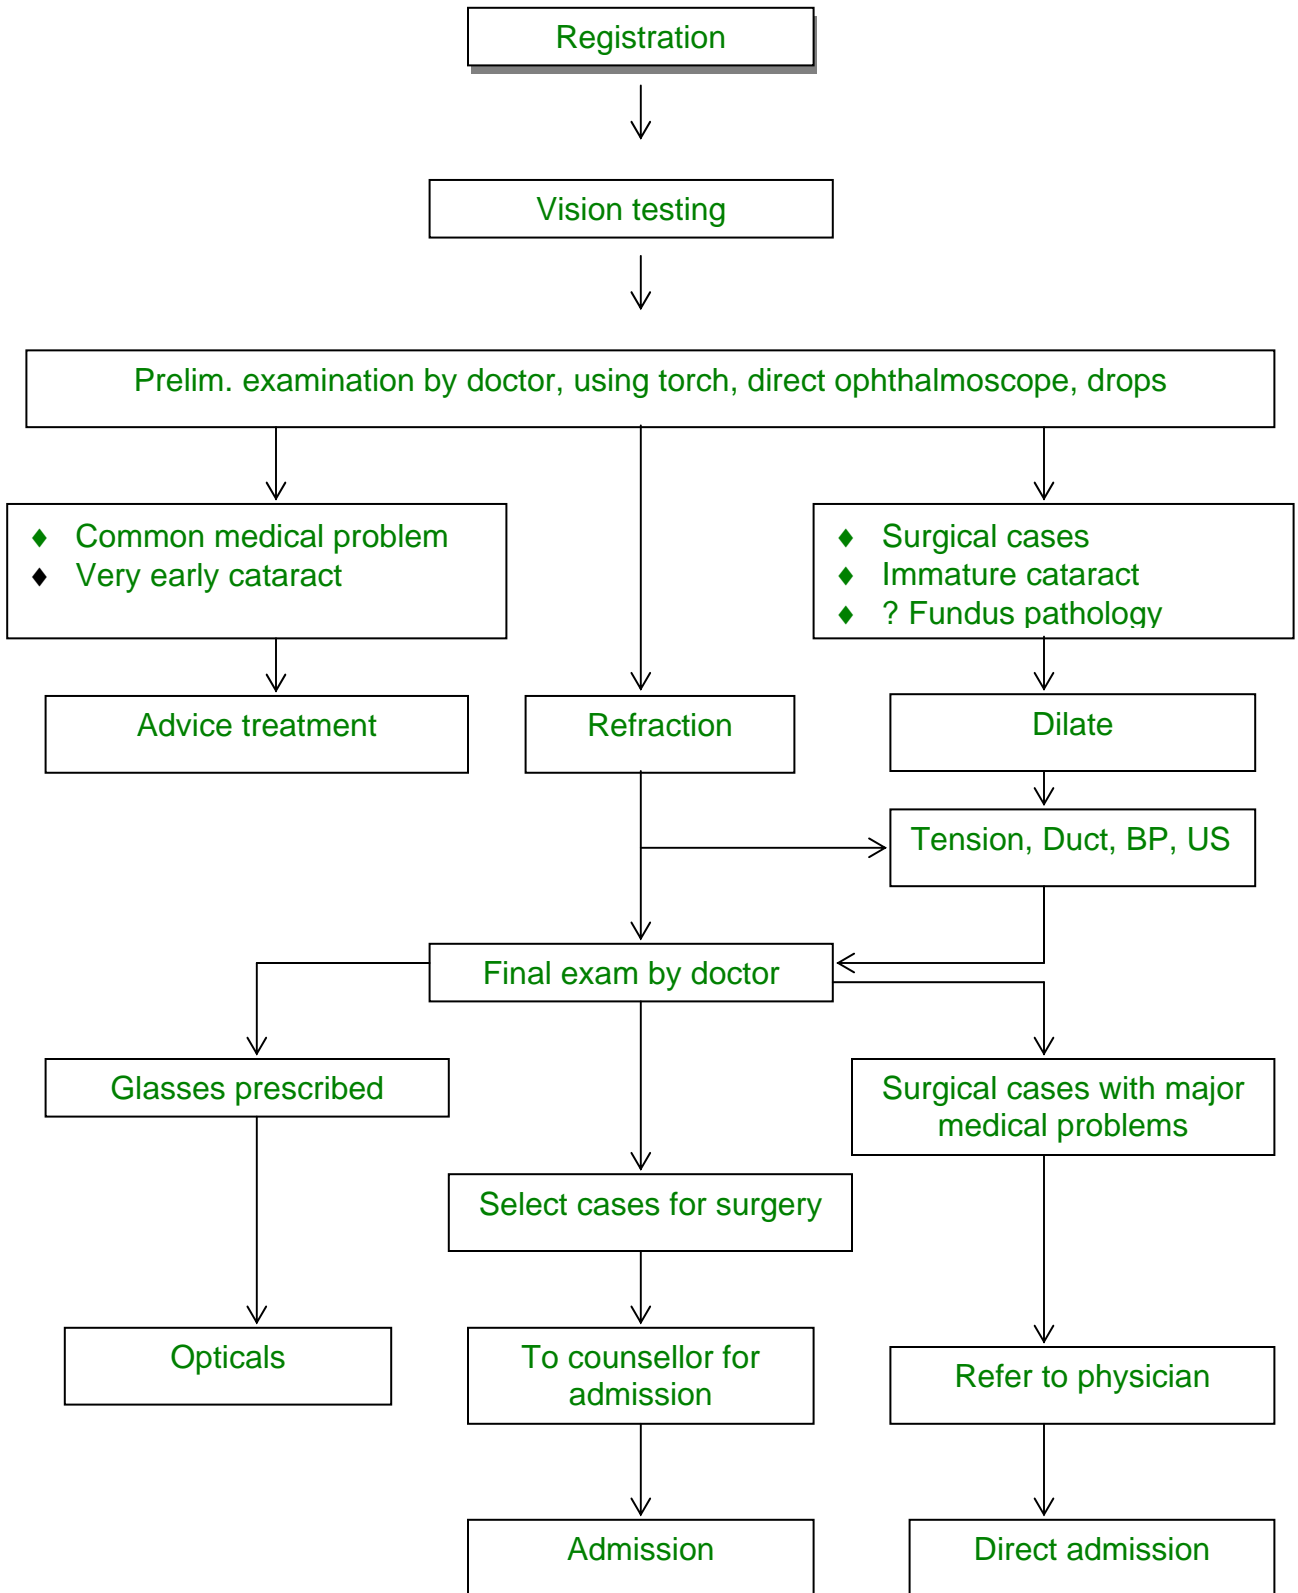 Registration
Vision testing
Prelim. examination by doctor, using torch, direct ophthalmoscope, drops
♦ Common medical problem
♦ Very early cataract
♦ Surgical cases
♦ Immature cataract
♦ ? Fundus pathology
Advice treatment
Refraction
Dilate
Tension, Duct, BP, US
Final exam by doctor
Glasses prescribed
Surgical cases with major
medical problems
Select cases for surgery
Opticals
To counsellor for
admission
Refer to physician
Admission
Direct admission